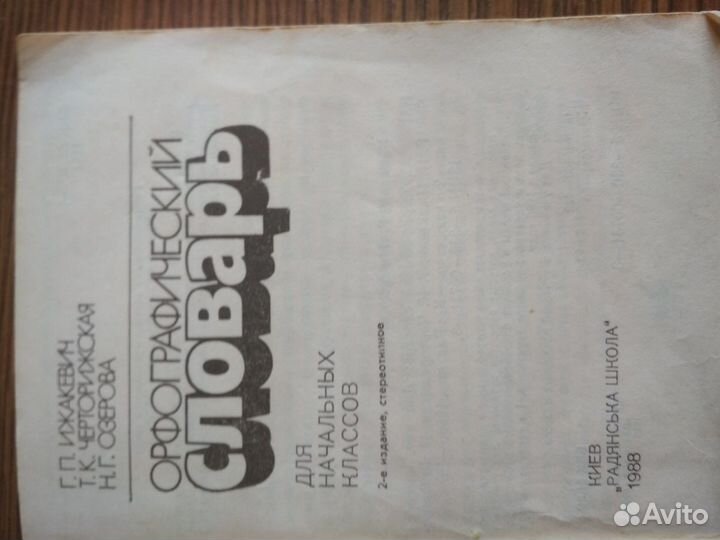 Г. П. ИЖАКЕВИЧ
Т. К. ЧЕРТОРИЖСКАЯ
Н. Г. ОЗЕРОВА
ОРФОГРАФИЧЕСКИЙ
словарь
ДЛЯ
НАЧАЛЬНЫХ
КЛАССОВ
2-е издание, стереотипное
КИЕВ
„РАДЯНСЬКА ШКОЛА"
1988
Avito